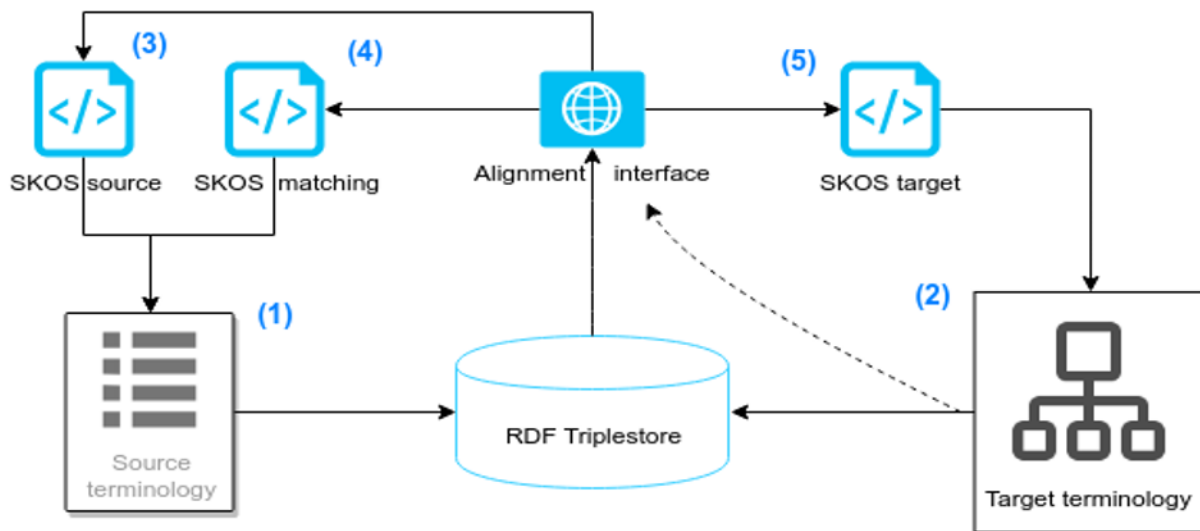 (3)
(4)
(5)
</>
</>
</>
SKOS source
SKOS matching
Alignment interface
SKOS target
(1)
(2)
RDF Triplestore
Source
terminology
Target terminology